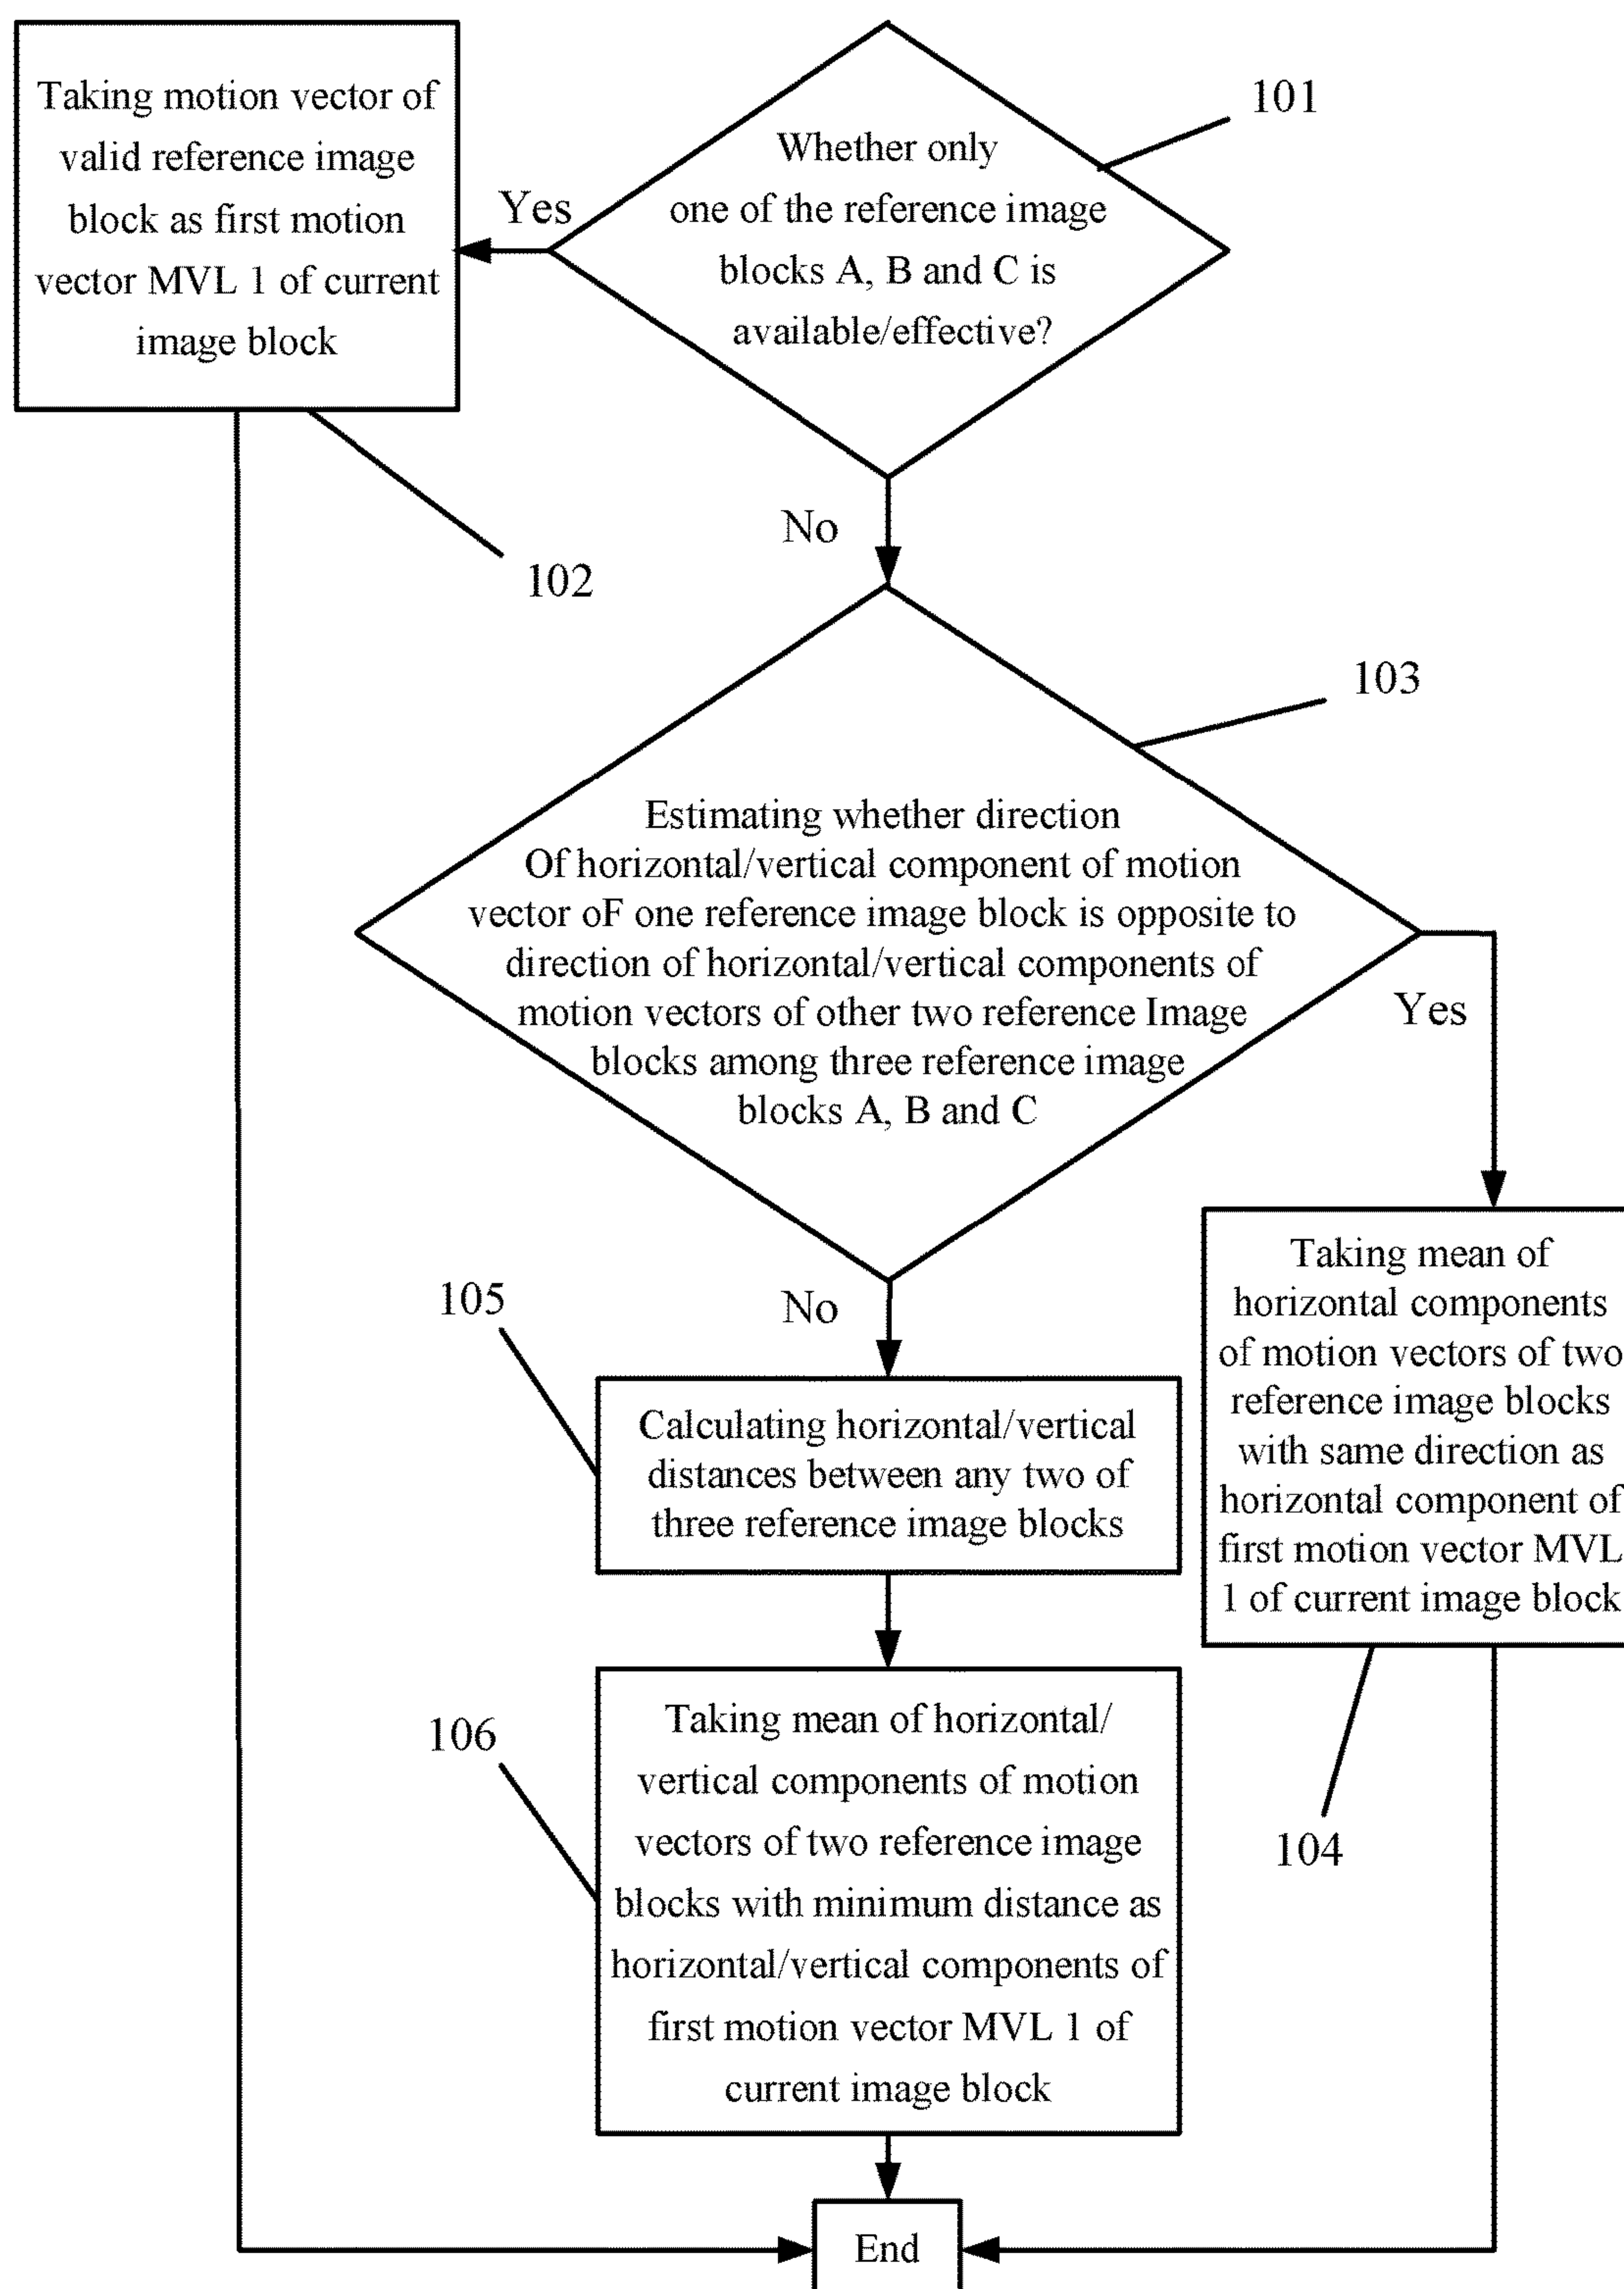 Taking motion vector of
valid reference image
block as first motion
vector MVL 1 of current
image block
102
Yes
Whether only
one of the reference image
blocks A, B and C is
available/effective?
101
No
Estimating whether direction
Of horizontal/vertical component of motion
vector oF one reference image block is opposite to
direction of horizontal/vertical components of
motion vectors of other two reference Image
blocks among three reference image
blocks A, B and C
103
Yes
No
Taking mean of
horizontal components
of motion vectors of two
reference image blocks
with same direction as
horizontal component of
first motion vector MVL
1 of current image block
104
105
Calculating horizontal/vertical
distances between any two of
three reference image blocks
106
Taking mean of horizontal/
vertical components of motion
vectors of two reference image
blocks with minimum distance as
horizontal/vertical components of
first motion vector MVL 1 of
current image block
End